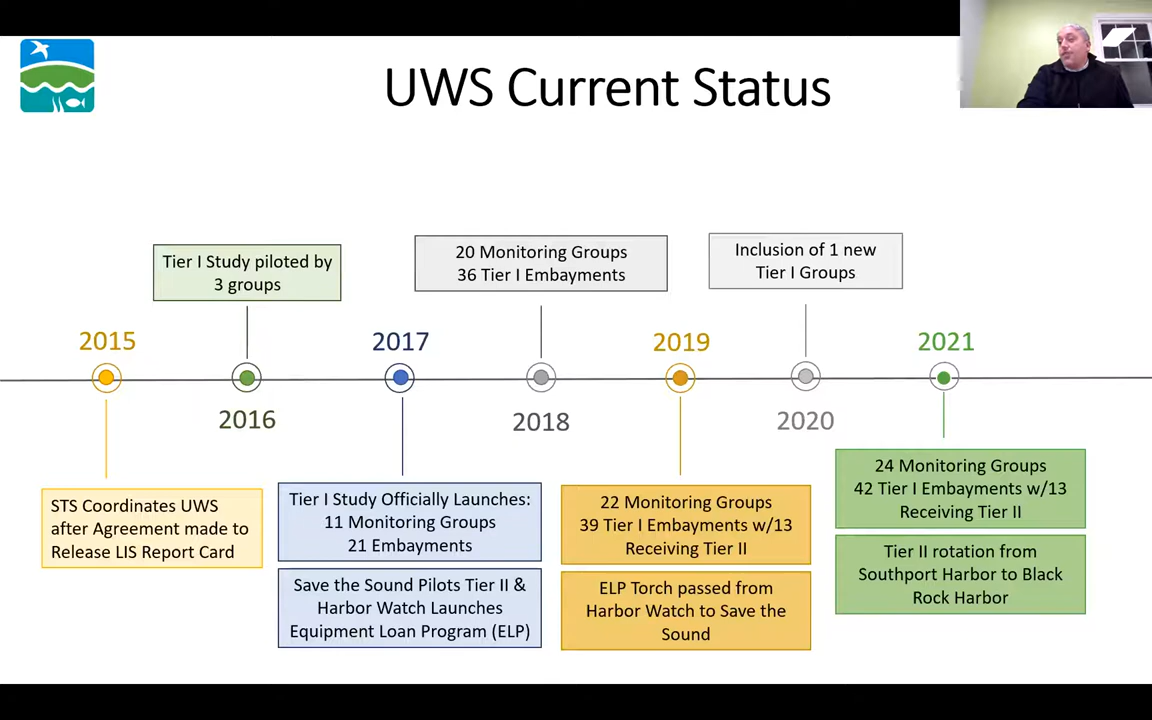 UWS Current Status
Tier I Study piloted by
3 groups
20 Monitoring Groups
36 Tier I Embayments
Inclusion of 1 new
Tier I Groups
2015
2016
2017
2018
2019
2020
2021
STS Coordinates UWS
after Agreement made to
Release LIS Report Card
Tier I Study Officially Launches:
11 Monitoring Groups
21 Embayments
Save the Sound Pilots Tier II &
Harbor Watch Launches
Equipment Loan Program (ELP)
22 Monitoring Groups
39 Tier I Embayments w/13
Receiving Tier II
ELP Torch passed from
Harbor Watch to Save the
Sound
24 Monitoring Groups
42 Tier I Embayments w/13
Receiving Tier II
Tier II rotation from
Southport Harbor to Black
Rock Harbor